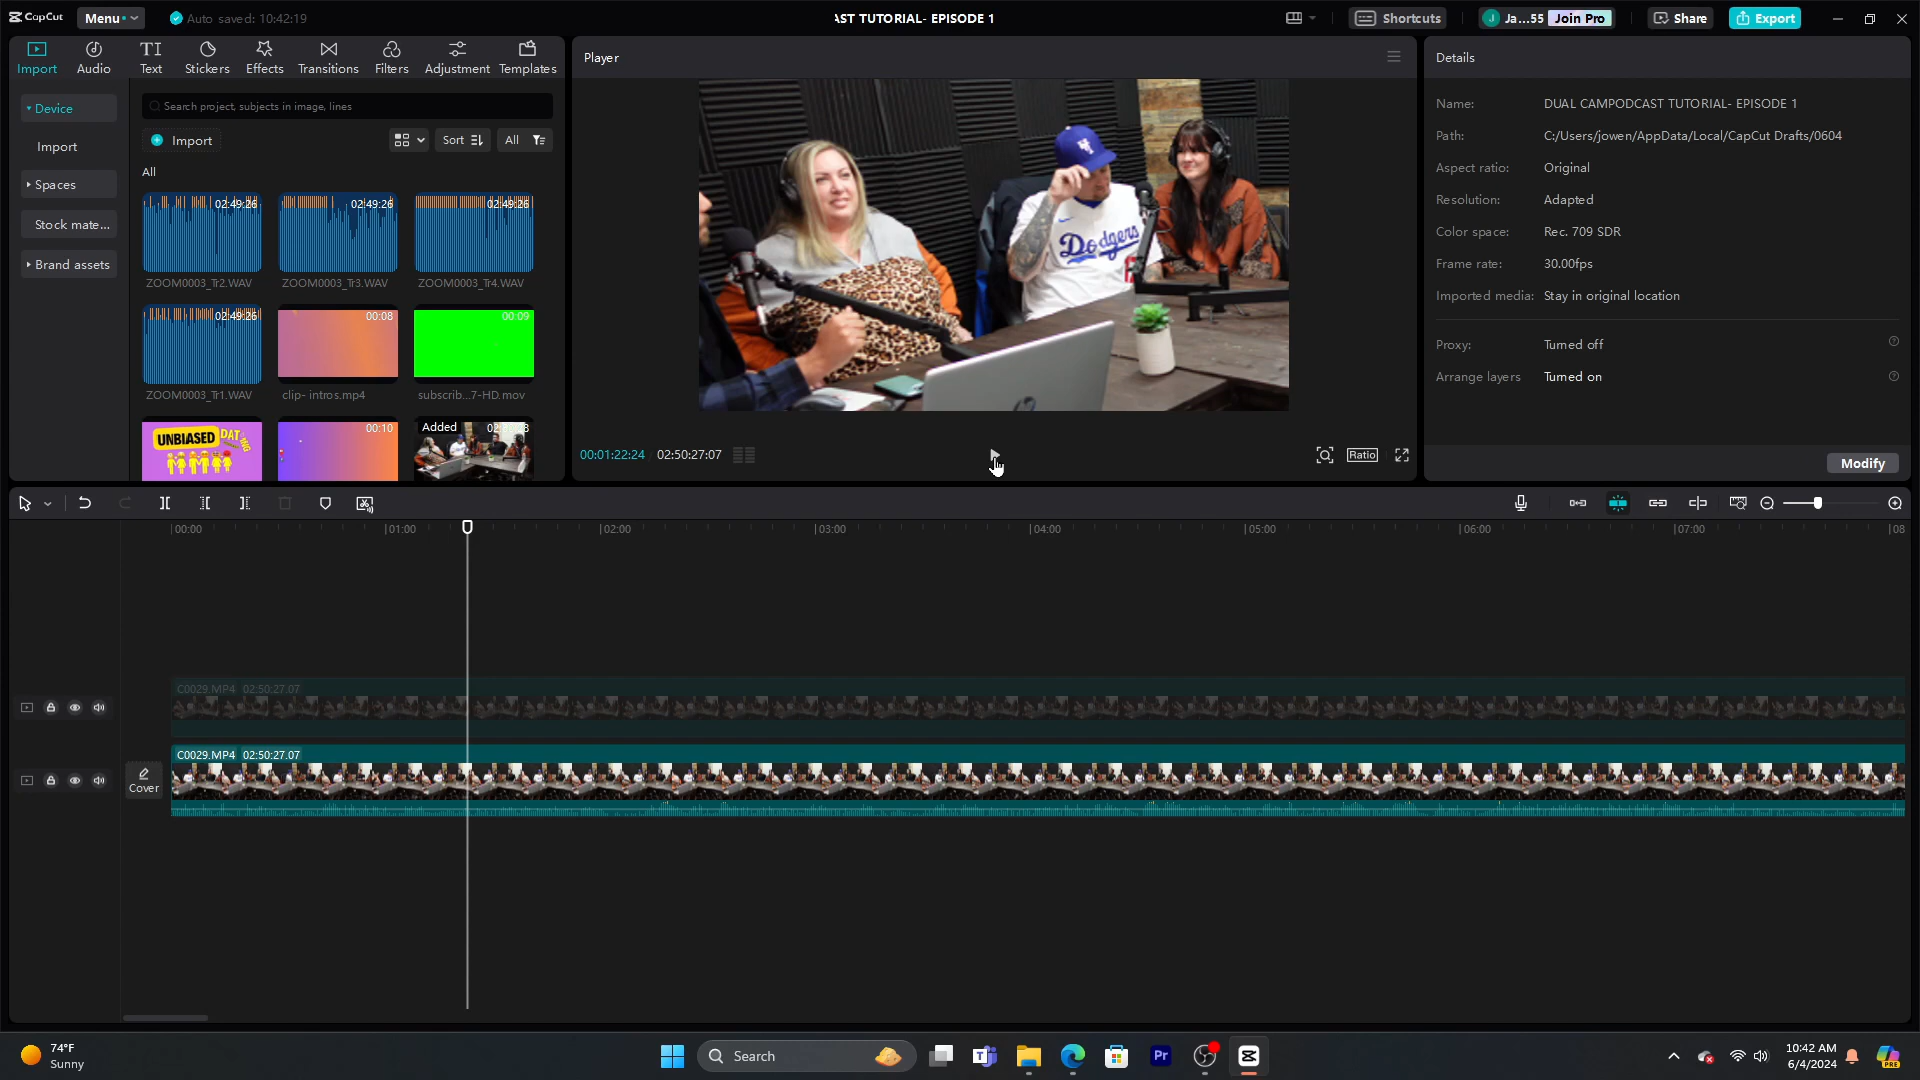 CapCut
Menu
Auto saved: 10:42:19
AST TUTORIAL- EPISODE 1
Shortcuts
J Ja...55 Join Pro
Share
Export
Import
Audio
TI
Text
Stickers
Effects
Transitions
Filters
Adjustment
Templates
Device
Import
Spaces
Stock mate...
Brand assets
Search project, subjects in image, lines
Import
Sort
All
All
02:49:26
02:49:26
02:49:26
ZOOM0003_Tr2.WAV
ZOOM0003_Tr3.WAV
ZOOM0003_Tr4.WAV
02:49:26
00:08
00:09
ZOOM0003_Tr1.WAV
clip- intros.mp4
subscrib...7-HD.mov
UNBIASED
00:10
Added
Player
Dodgers
00:01:22:24
02:50:27:07
Ratio
Details
Name: DUAL CAMPODCAST TUTORIAL- EPISODE 1
Path: C:/Users/jowen/AppData/Local/CapCut Drafts/0604
Aspect ratio: Original
Resolution: Adapted
Color space: Rec. 709 SDR
Frame rate: 30.00fps
Imported media: Stay in original location
Proxy: Turned off
Arrange layers Turned on
Modify
00:00
01:00
02:00
03:00
04:00
05:00
06:00
07:00
08
C0029.MP4 02:50:27:07
C0029.MP4 02:50:27:07
Cover
74°F
Sunny
Search
Pr
10:42 AM
6/4/2024
PRE